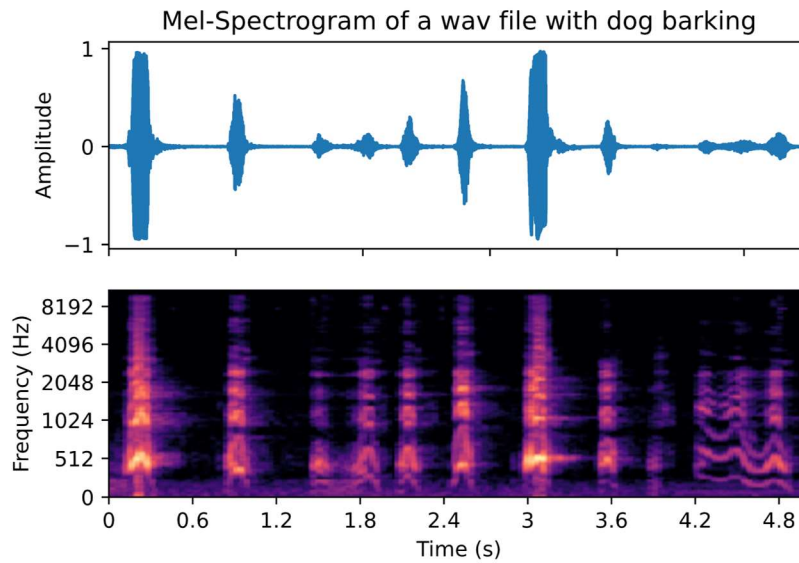 Mel-Spectrogram of a wav file with dog barking
1
0
−1
Amplitude
8192
4096
2048
1024
512
0
Frequency (Hz)
0 0.6 1.2 1.8 2.4 3 3.6 4.2 4.8
Time (s)